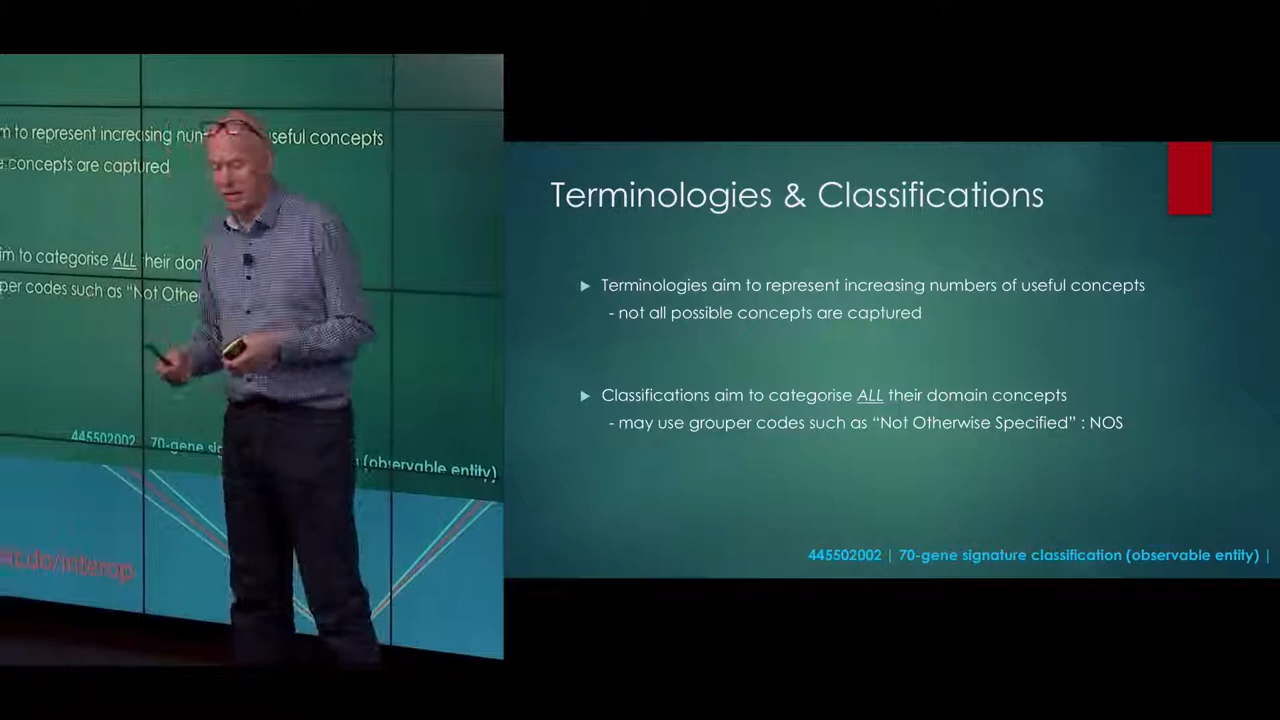 m to represent increasing num useful concepts
e concepts are captured
im to categorise ALL their don
per codes such as “Not Othe
445502002 70-gene sig (observable entity)
Terminologies & Classifications
Terminologies aim to represent increasing numbers of useful concepts
- not all possible concepts are captured
Classifications aim to categorise ALL their domain concepts
- may use grouper codes such as “Not Otherwise Specified” : NOS
445502002 | 70-gene signature classification (observable entity) |